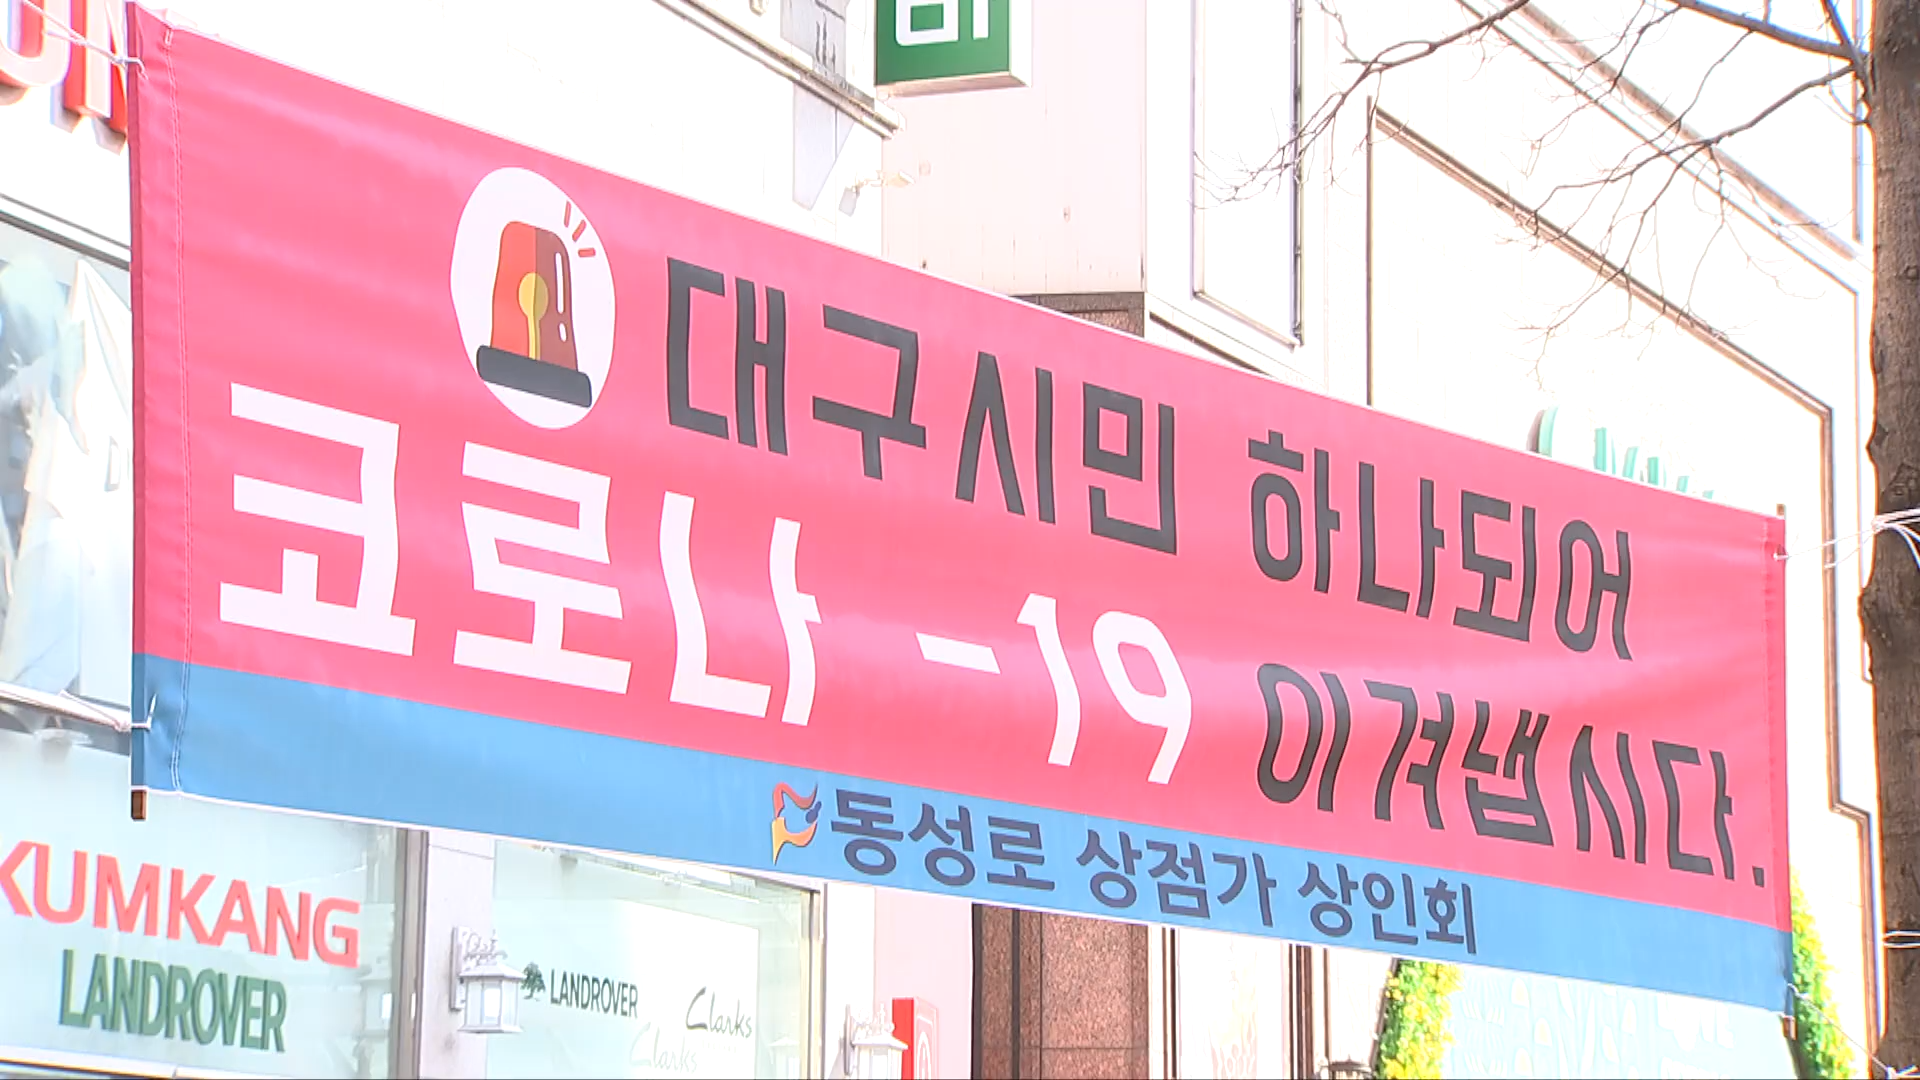 대구시민 하나되어
코로나 -19 이겨냅시다.
동성로 상점가 상인회
KUMKANG
LANDROVER
LANDROVER
Clarks
Clarks